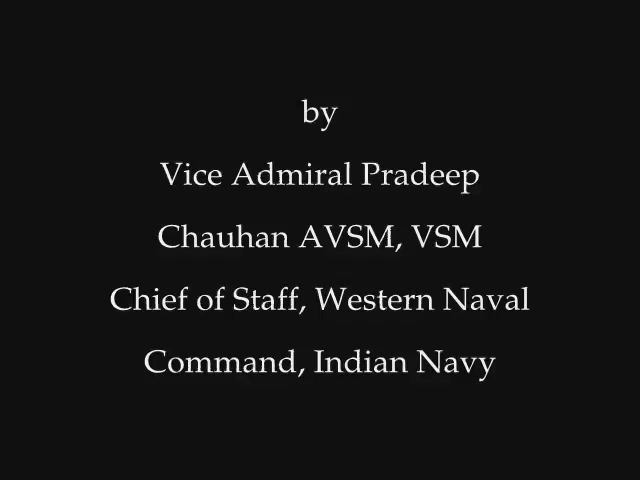 by
Vice Admiral Pradeep
Chauhan AVSM, VSM
Chief of Staff, Western Naval
Command, Indian Navy